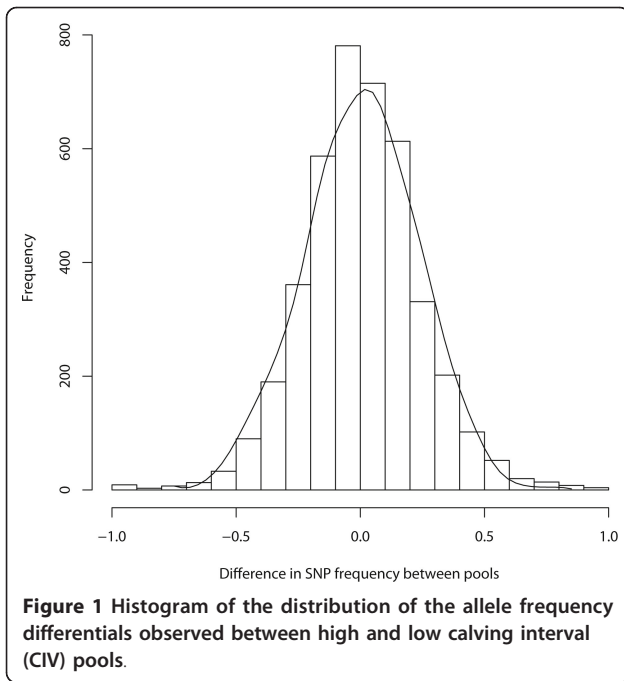 800
600
400
200
0
Frequency
−1.0 −0.5 0.0 0.5 1.0
Difference in SNP frequency between pools
Figure 1 Histogram of the distribution of the allele frequency
differentials observed between high and low calving interval
(CIV) pools.